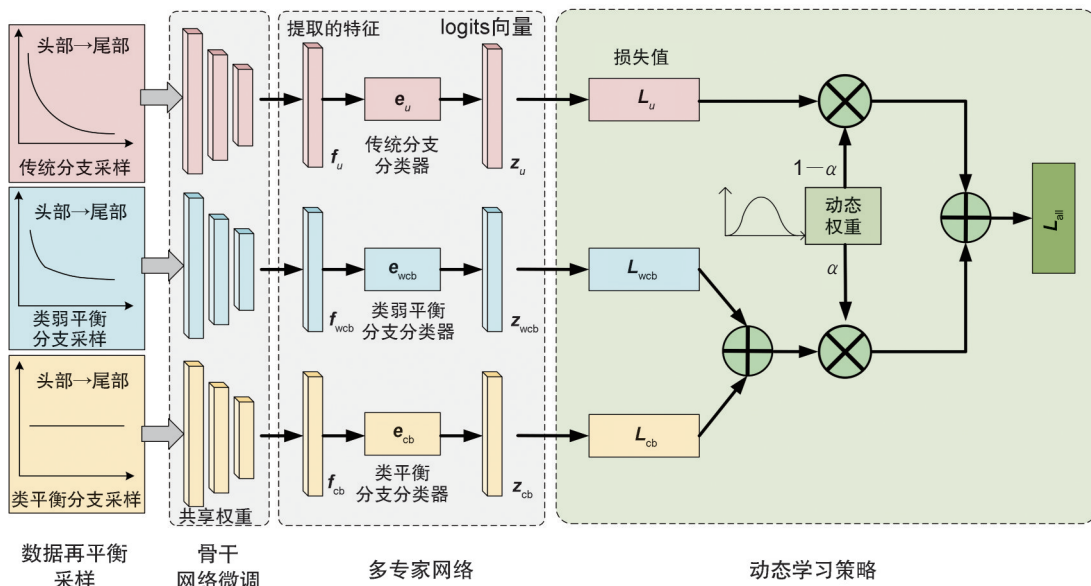 头部→尾部
传统分支采样
头部→尾部
类弱平衡
分支采样
头部→尾部
类平衡分支采样
数据再平衡
采样
共享权重
骨干
网络微调
提取的特征
logits向量
e_u
传统分支
分类器
f_u
z_u
e_wcb
类弱平衡
分支分类器
f_wcb
z_wcb
e_cb
类平衡
分支分类器
f_cb
z_cb
多专家网络
损失值
L_u
1-α
动态
权重
α
L_wcb
L_cb
L_all
动态学习策略